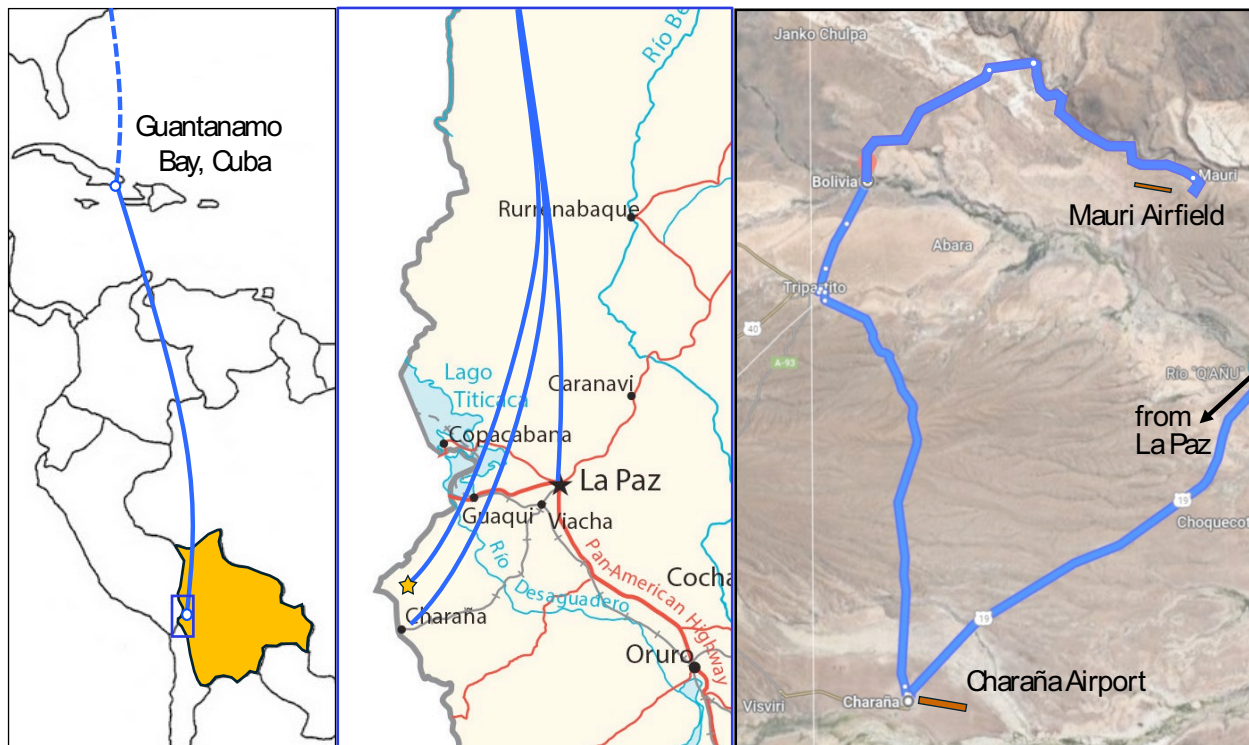 Guantanamo
Bay, Cuba
Río Be
Rurrenabaque
Lago
Titicaca
Caranavi
Copacabana
La Paz
Guaqui
Viacha
Río Desaguadero
Pan-American Highway
Cocha
Charaña
Oruro
Janko Chulpa
Bolivia
Mauri
Mauri Airfield
Abara
Tripartito
40
A-93
Río "Q'AÑU"
from
La Paz
19
Choquecot
19
Charaña Airport
Visviri
Charaña